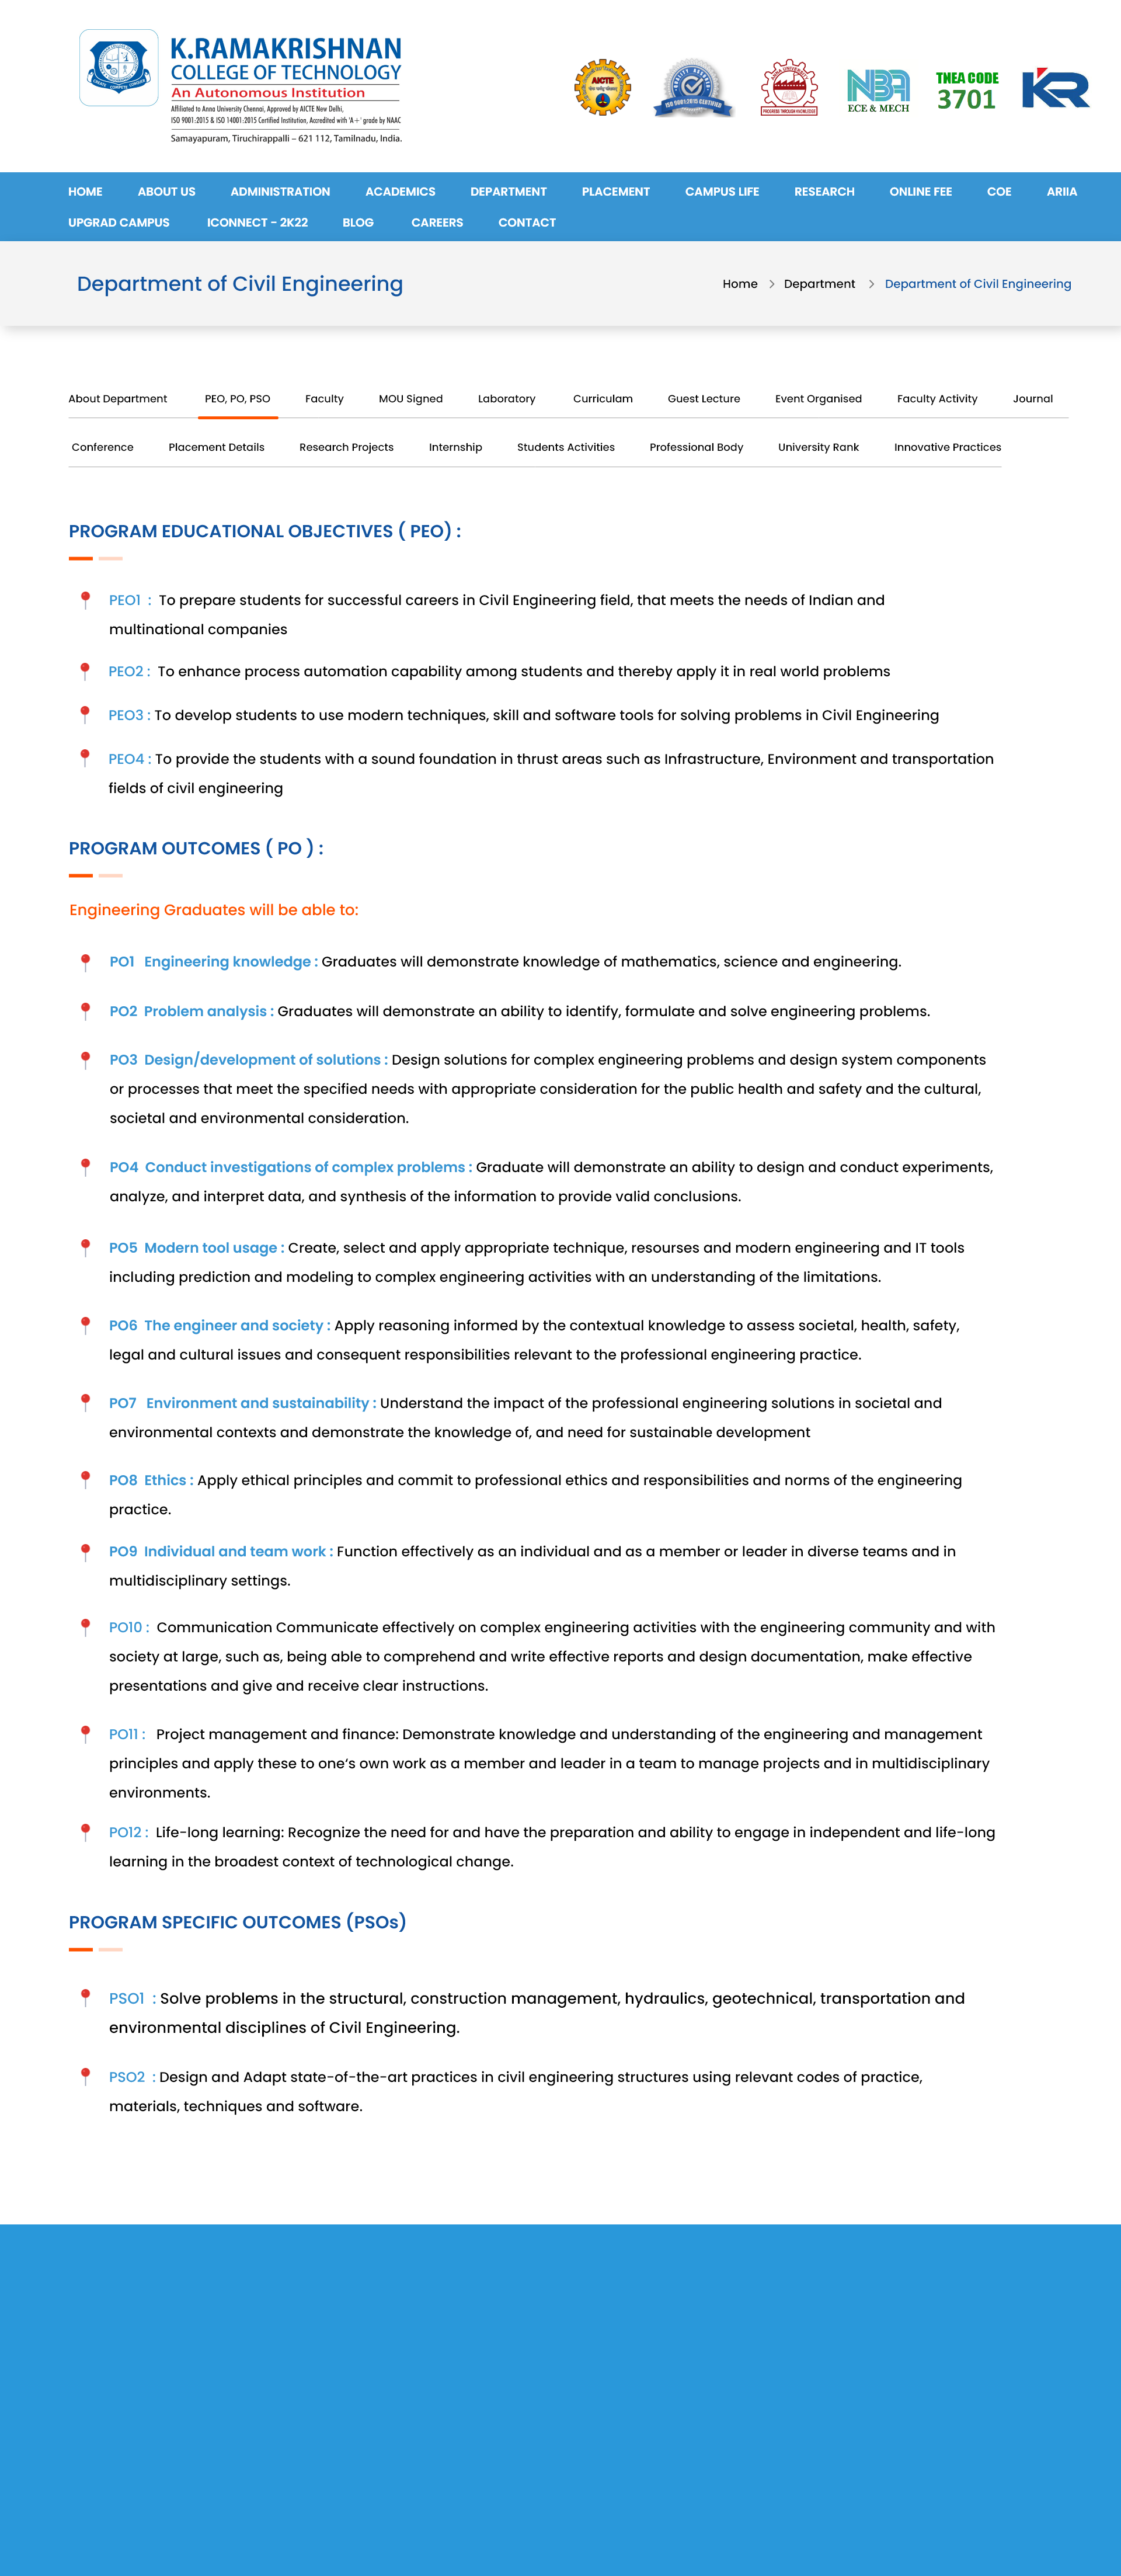 K.RAMAKRISHNAN
COLLEGE OF TECHNOLOGY
An Autonomous Institution
Affiliated to Anna University Chennai, Approved by AICTE New Delhi,
ISO 9001:2015 & ISO 14001:2015 Certified Institution, Accredited with 'A+' grade by NAAC
Samayapuram, Tiruchirappalli – 621 112, Tamilnadu, India.
AICTE
QUALITY ASSURED
ISO 9001:2015 CERTIFIED
ANNA UNIVERSITY
PROGRESS THROUGH KNOWLEDGE
NBA
ECE & MECH
TNEA CODE
3701
KR
HOME ABOUT US ADMINISTRATION ACADEMICS DEPARTMENT PLACEMENT CAMPUS LIFE RESEARCH ONLINE FEE COE ARIIA
UPGRAD CAMPUS ICONNECT - 2K22 BLOG CAREERS CONTACT
Department of Civil Engineering
Home > Department > Department of Civil Engineering
About Department PEO, PO, PSO Faculty MOU Signed Laboratory Curriculam Guest Lecture Event Organised Faculty Activity Journal
Conference Placement Details Research Projects Internship Students Activities Professional Body University Rank Innovative Practices
PROGRAM EDUCATIONAL OBJECTIVES ( PEO) :
PEO1 : To prepare students for successful careers in Civil Engineering field, that meets the needs of Indian and
multinational companies
PEO2 : To enhance process automation capability among students and thereby apply it in real world problems
PEO3 : To develop students to use modern techniques, skill and software tools for solving problems in Civil Engineering
PEO4 : To provide the students with a sound foundation in thrust areas such as Infrastructure, Environment and transportation
fields of civil engineering
PROGRAM OUTCOMES ( PO ) :
Engineering Graduates will be able to:
PO1 Engineering knowledge : Graduates will demonstrate knowledge of mathematics, science and engineering.
PO2 Problem analysis : Graduates will demonstrate an ability to identify, formulate and solve engineering problems.
PO3 Design/development of solutions : Design solutions for complex engineering problems and design system components
or processes that meet the specified needs with appropriate consideration for the public health and safety and the cultural,
societal and environmental consideration.
PO4 Conduct investigations of complex problems : Graduate will demonstrate an ability to design and conduct experiments,
analyze, and interpret data, and synthesis of the information to provide valid conclusions.
PO5 Modern tool usage : Create, select and apply appropriate technique, resourses and modern engineering and IT tools
including prediction and modeling to complex engineering activities with an understanding of the limitations.
PO6 The engineer and society : Apply reasoning informed by the contextual knowledge to assess societal, health, safety,
legal and cultural issues and consequent responsibilities relevant to the professional engineering practice.
PO7 Environment and sustainability : Understand the impact of the professional engineering solutions in societal and
environmental contexts and demonstrate the knowledge of, and need for sustainable development
PO8 Ethics : Apply ethical principles and commit to professional ethics and responsibilities and norms of the engineering
practice.
PO9 Individual and team work : Function effectively as an individual and as a member or leader in diverse teams and in
multidisciplinary settings.
PO10 : Communication Communicate effectively on complex engineering activities with the engineering community and with
society at large, such as, being able to comprehend and write effective reports and design documentation, make effective
presentations and give and receive clear instructions.
PO11 : Project management and finance: Demonstrate knowledge and understanding of the engineering and management
principles and apply these to one's own work as a member and leader in a team to manage projects and in multidisciplinary
environments.
PO12 : Life-long learning: Recognize the need for and have the preparation and ability to engage in independent and life-long
learning in the broadest context of technological change.
PROGRAM SPECIFIC OUTCOMES (PSOs)
PSO1 : Solve problems in the structural, construction management, hydraulics, geotechnical, transportation and
environmental disciplines of Civil Engineering.
PSO2 : Design and Adapt state-of-the-art practices in civil engineering structures using relevant codes of practice,
materials, techniques and software.